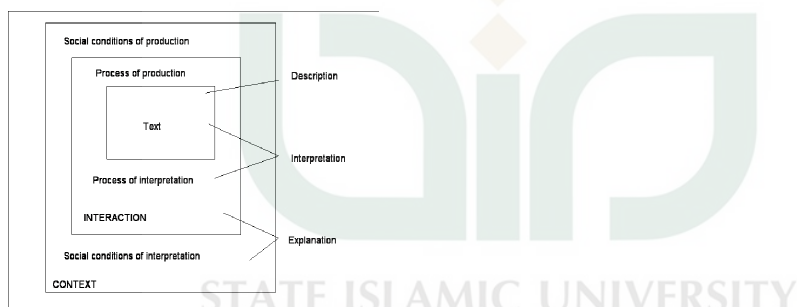 Social conditions of production
Process of production
Description
Text
Interpretation
Process of interpretation
INTERACTION
Explanation
Social conditions of interpretation
CONTEXT
STATE ISLAMIC UNIVERSITY